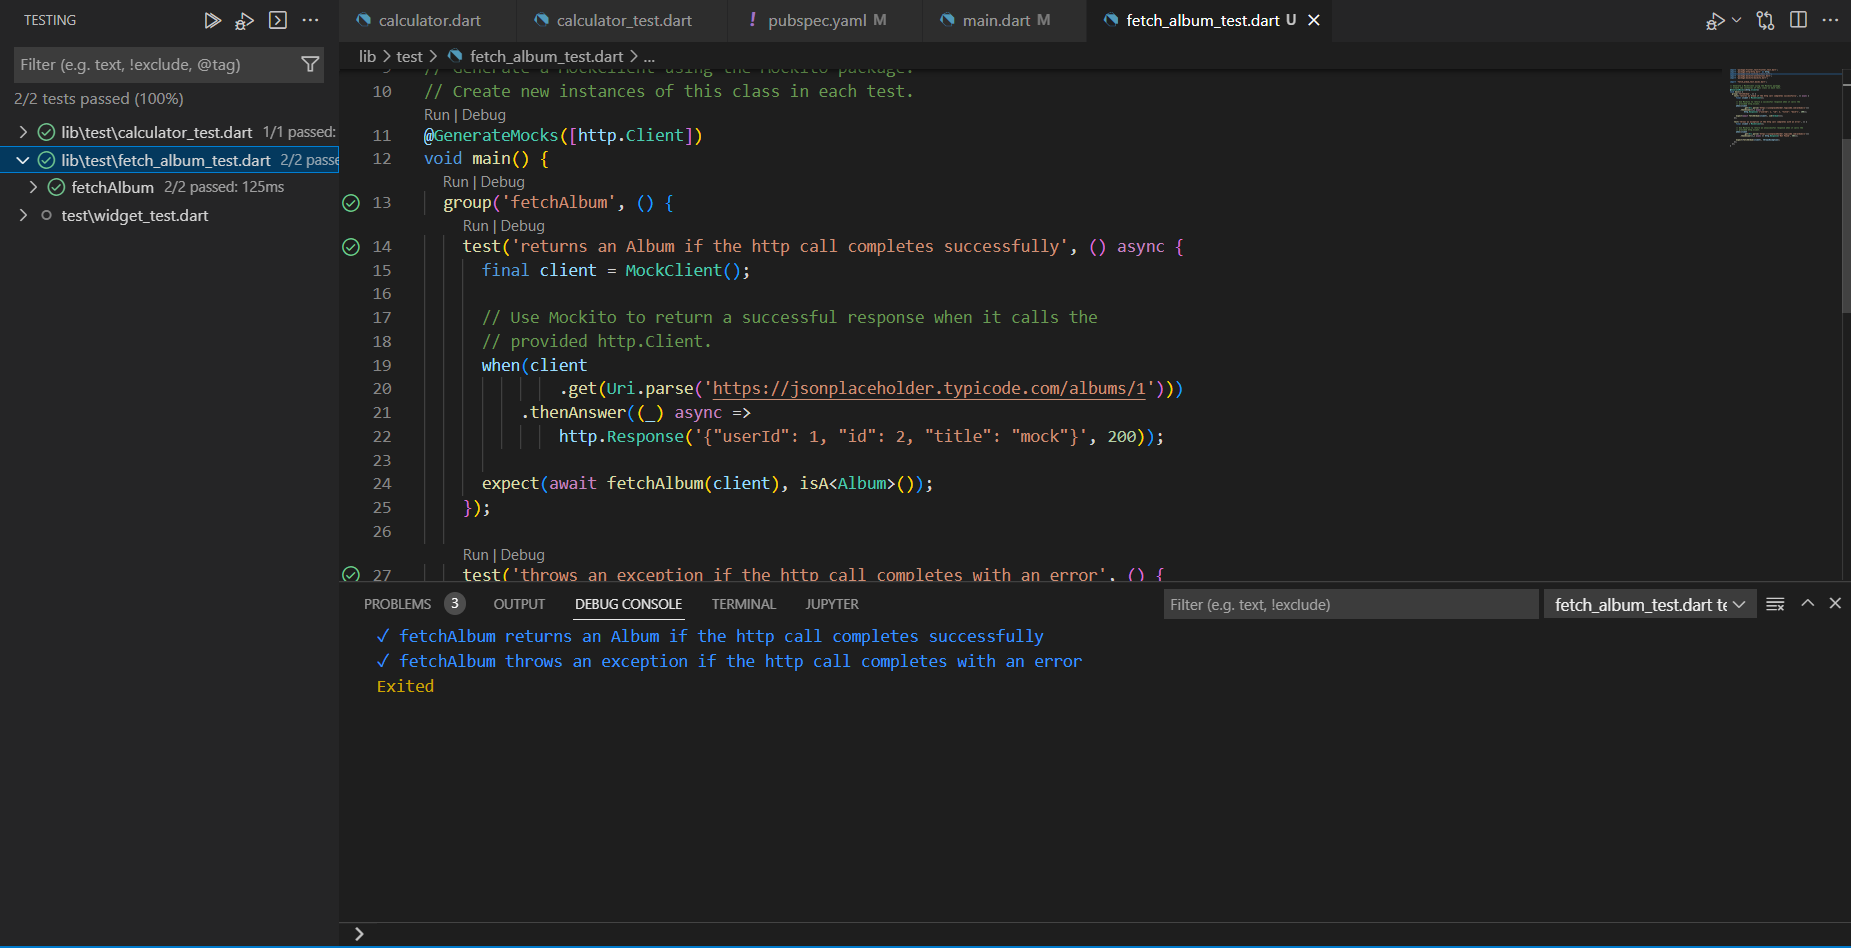 TESTING
calculator.dart
calculator_test.dart
! pubspec.yaml M
main.dart M
fetch_album_test.dart U
Filter (e.g. text, !exclude, @tag)
2/2 tests passed (100%)
lib\test\calculator_test.dart 1/1 passed:
lib\test\fetch_album_test.dart 2/2 passe
fetchAlbum 2/2 passed: 125ms
test\widget_test.dart
lib > test > fetch_album_test.dart > ...
9 // Generate a MockClient using the Mockito package.
10 // Create new instances of this class in each test.
Run | Debug
11 @GenerateMocks([http.Client])
12 void main() {
Run | Debug
13 group('fetchAlbum', () {
Run | Debug
14 test('returns an Album if the http call completes successfully', () async {
15 final client = MockClient();
16
17 // Use Mockito to return a successful response when it calls the
18 // provided http.Client.
19 when(client
20 .get(Uri.parse('https://jsonplaceholder.typicode.com/albums/1')))
21 .thenAnswer((_) async =>
22 http.Response('{"userId": 1, "id": 2, "title": "mock"}', 200));
23
24 expect(await fetchAlbum(client), isA<Album>());
25 });
26
Run | Debug
27 test('throws an exception if the http call completes with an error', () {
PROBLEMS 3 OUTPUT DEBUG CONSOLE TERMINAL JUPYTER
Filter (e.g. text, !exclude)
fetch_album_test.dart te
✓ fetchAlbum returns an Album if the http call completes successfully
✓ fetchAlbum throws an exception if the http call completes with an error
Exited